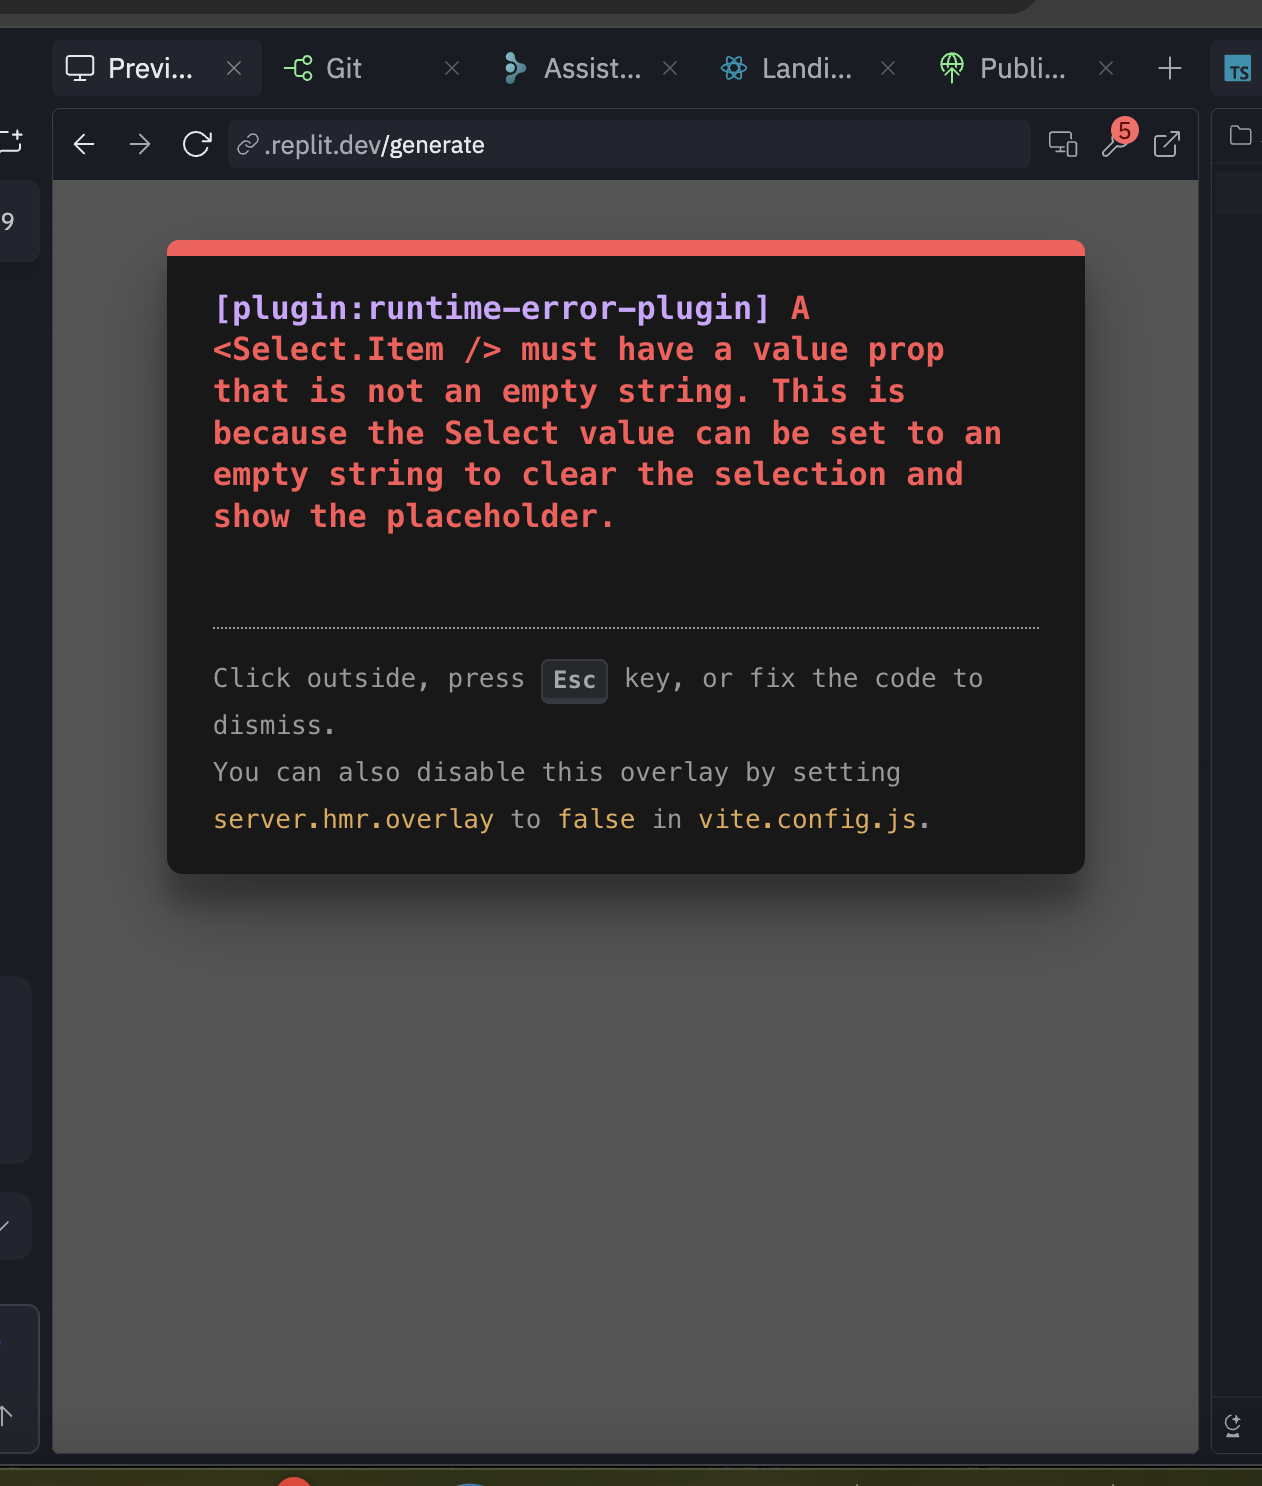 Previ...
Git
Assist...
Landi...
Publi...
TS
.replit.dev/generate
5
9
[plugin:runtime-error-plugin] A
<Select.Item /> must have a value prop
that is not an empty string. This is
because the Select value can be set to an
empty string to clear the selection and
show the placeholder.
Click outside, press Esc key, or fix the code to
dismiss.
You can also disable this overlay by setting
server.hmr.overlay to false in vite.config.js.